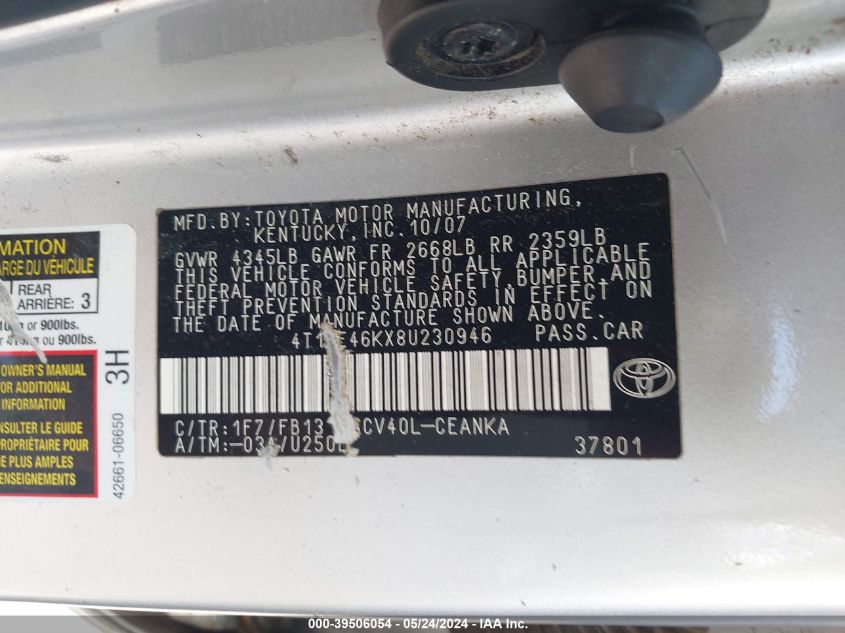 MFD. BY: TOYOTA MOTOR MANUFACTURING,
KENTUCKY, INC. 10/07
GVWR 4345LB GAWR FR 2668LB RR 2359LB
THIS VEHICLE CONFORMS TO ALL APPLICABLE
FEDERAL MOTOR VEHICLE SAFETY, BUMPER, AND
THEFT PREVENTION STANDARDS IN EFFECT ON
THE DATE OF MANUFACTURE SHOWN ABOVE.
46KX8U230946 PASS. CAR
C/TR: 1F7/FB13 CV40L-CEANKA
A/TM: 37801
MATION
ARGE DU VÉHICULE
REAR
ARRIÈRE: 3
or 900lbs.
ou 900lbs.
OWNER'S MANUAL
FOR ADDITIONAL
INFORMATION
NSULTER LE GUIDE
PROPRIÉTAIRE POUR
DE PLUS AMPLES
ENSEIGNEMENTS
3H
42661-06650
000-39506054 - 05/24/2024 - IAA Inc.